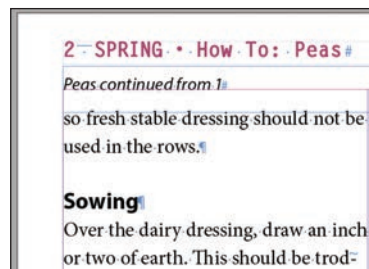 2 SPRING • How To: Peas
Peas continued from 1
so fresh stable dressing should not be
used in the rows.
Sowing
Over the dairy dressing, draw an inch
or two of earth. This should be trod-